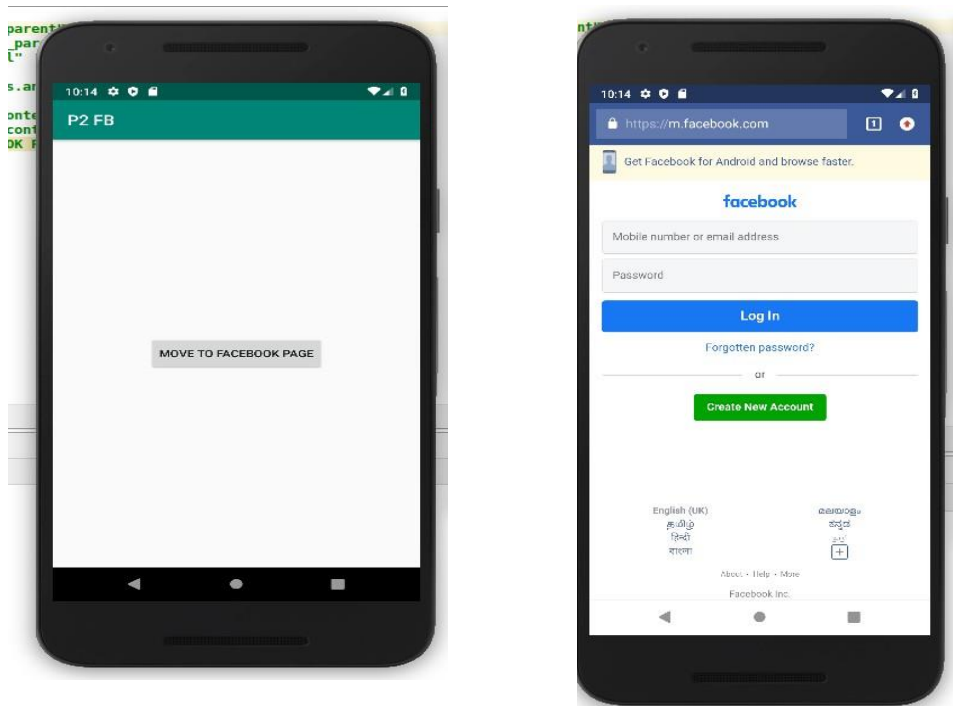 parent"
_par
l"
s.an
onte
cont
OK F
10:14
P2 FB
MOVE TO FACEBOOK PAGE
nt"
10:14
https://m.facebook.com
1
Get Facebook for Android and browse faster.
facebook
Mobile number or email address
Password
Log In
Forgotten password?
or
Create New Account
English (UK)
മലയാളം
தமிழ்
ಕನ್ನಡ
हिन्दी
বাংলা
About · Help · More
Facebook Inc.